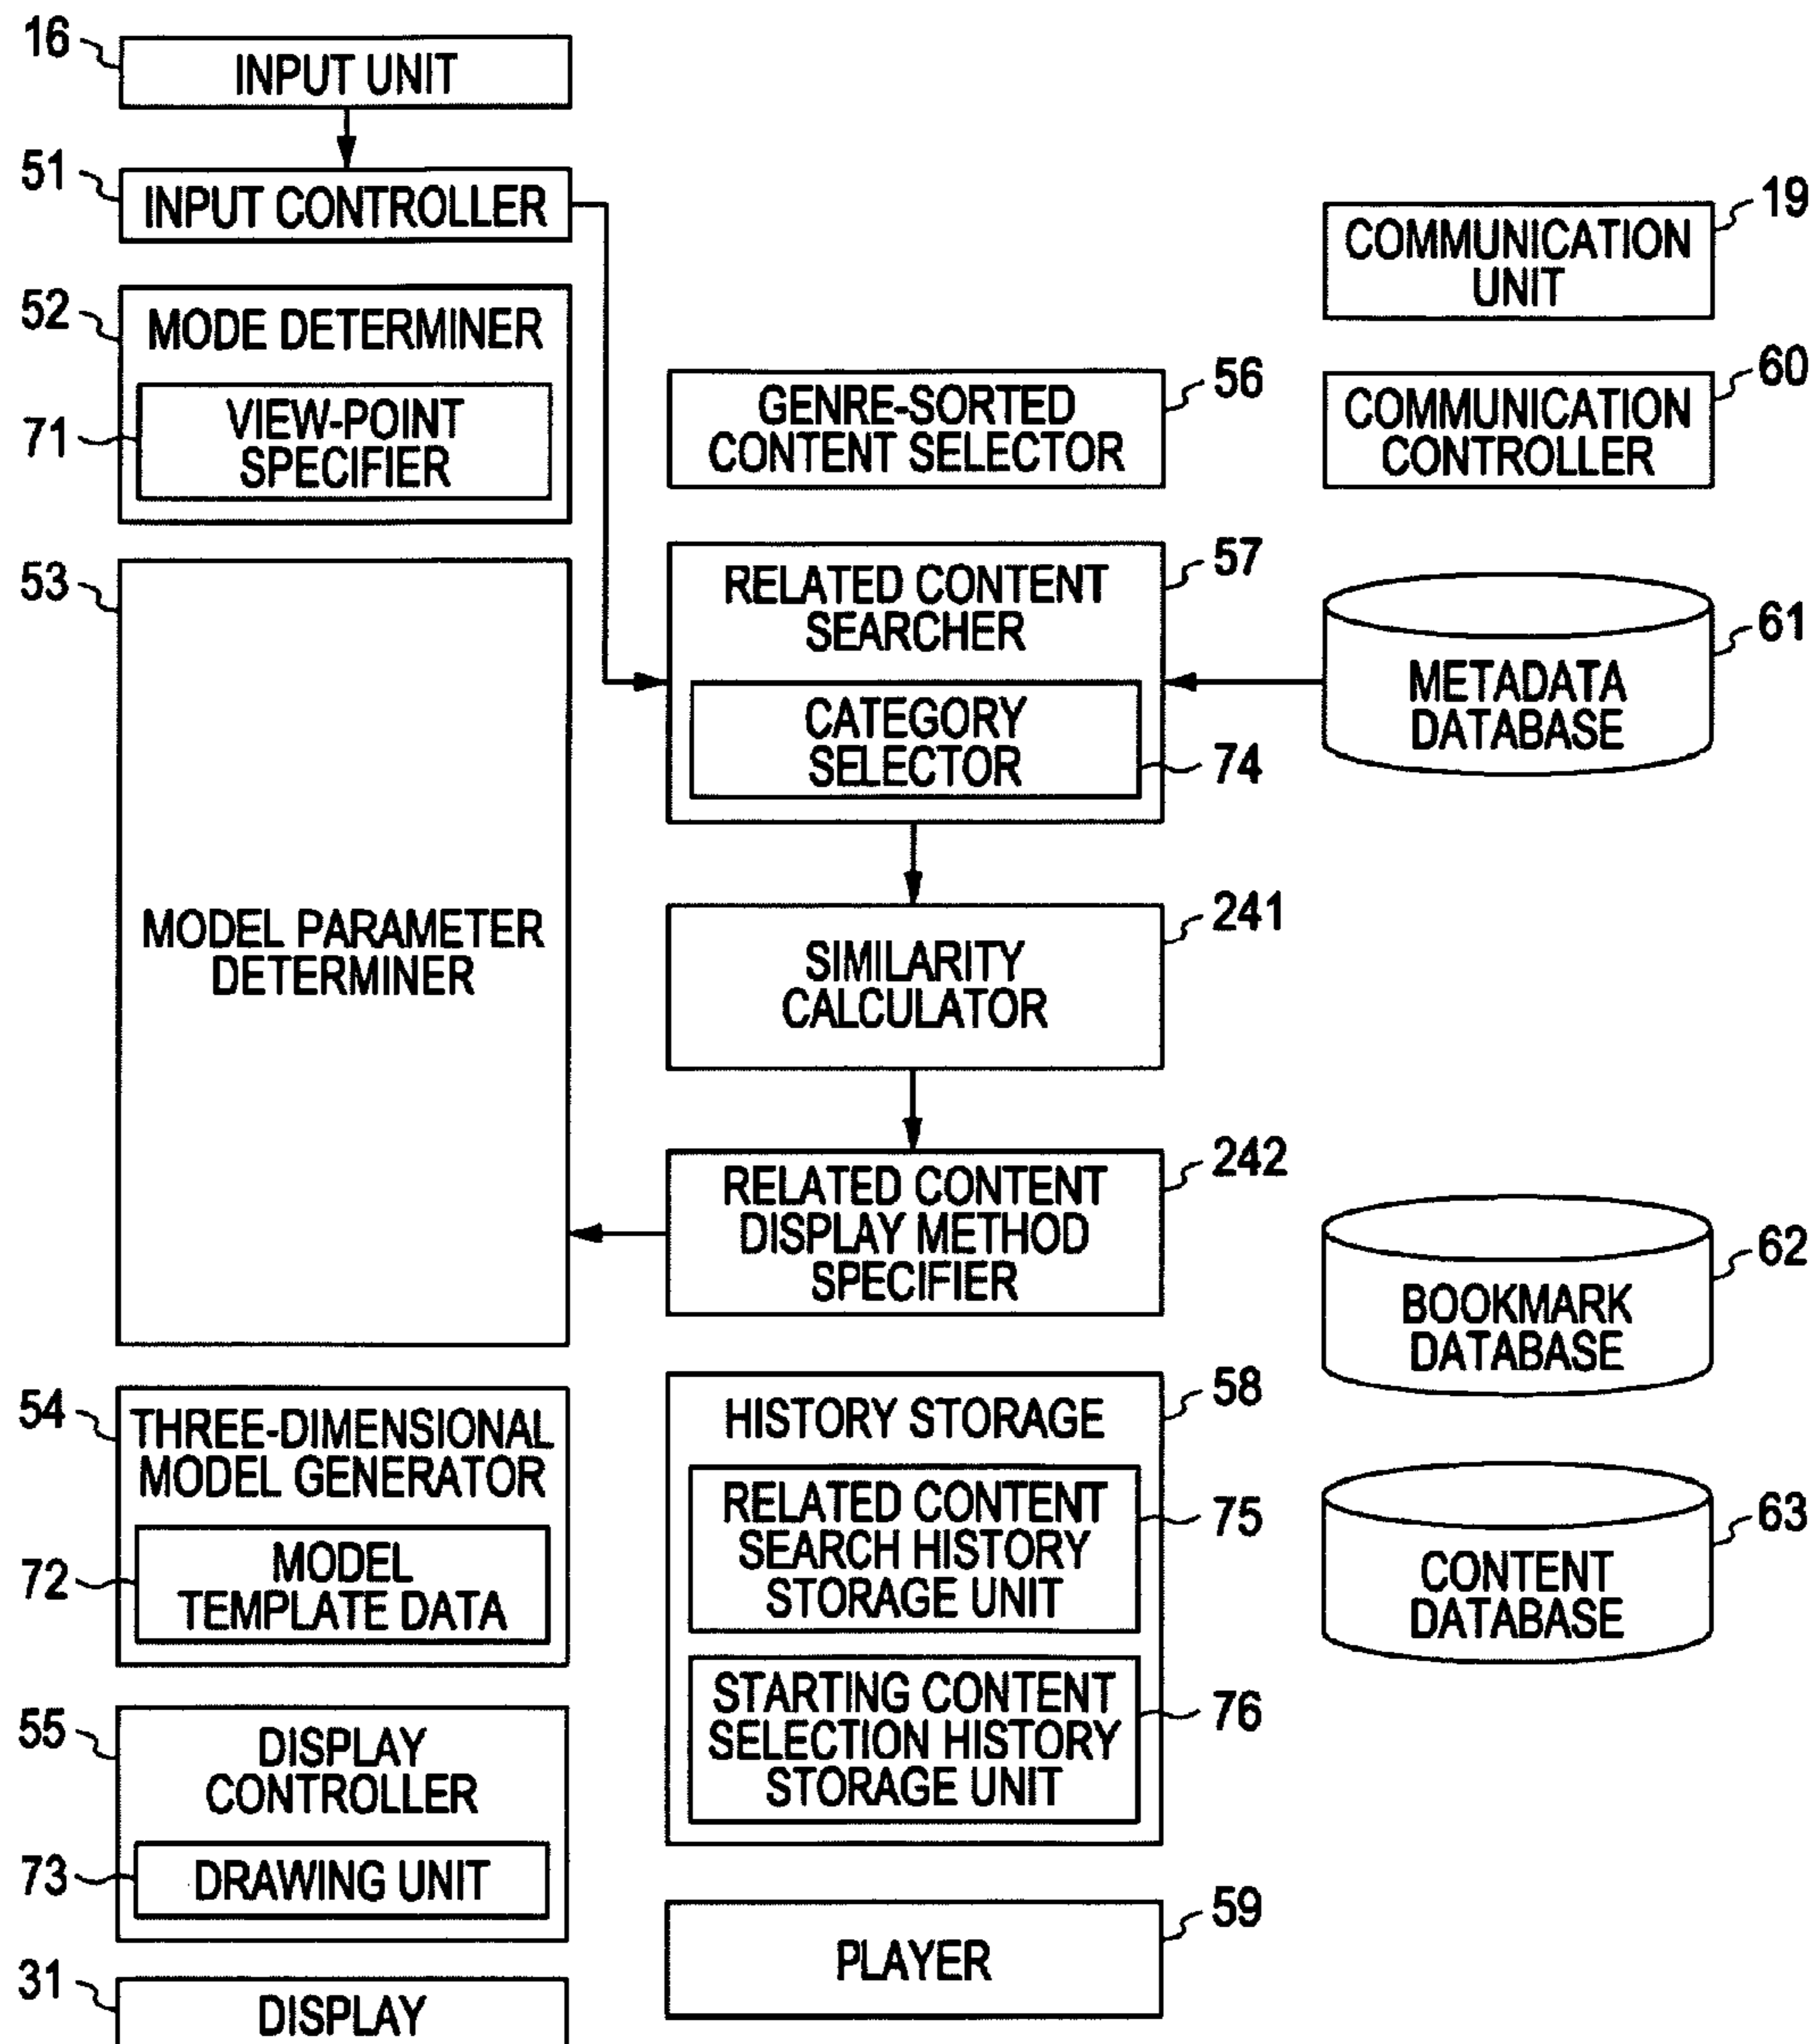 16
INPUT UNIT
51
INPUT CONTROLLER
52
MODE DETERMINER
71
VIEW-POINT
SPECIFIER
53
MODEL PARAMETER
DETERMINER
54
THREE-DIMENSIONAL
MODEL GENERATOR
72
MODEL
TEMPLATE DATA
55
DISPLAY
CONTROLLER
73
DRAWING UNIT
31
DISPLAY
GENRE-SORTED
CONTENT SELECTOR
56
RELATED CONTENT
SEARCHER
57
CATEGORY
SELECTOR
74
SIMILARITY
CALCULATOR
241
RELATED CONTENT
DISPLAY METHOD
SPECIFIER
242
HISTORY STORAGE
58
RELATED CONTENT
SEARCH HISTORY
STORAGE UNIT
75
STARTING CONTENT
SELECTION HISTORY
STORAGE UNIT
76
PLAYER
59
COMMUNICATION
UNIT
19
COMMUNICATION
CONTROLLER
60
METADATA
DATABASE
61
BOOKMARK
DATABASE
62
CONTENT
DATABASE
63